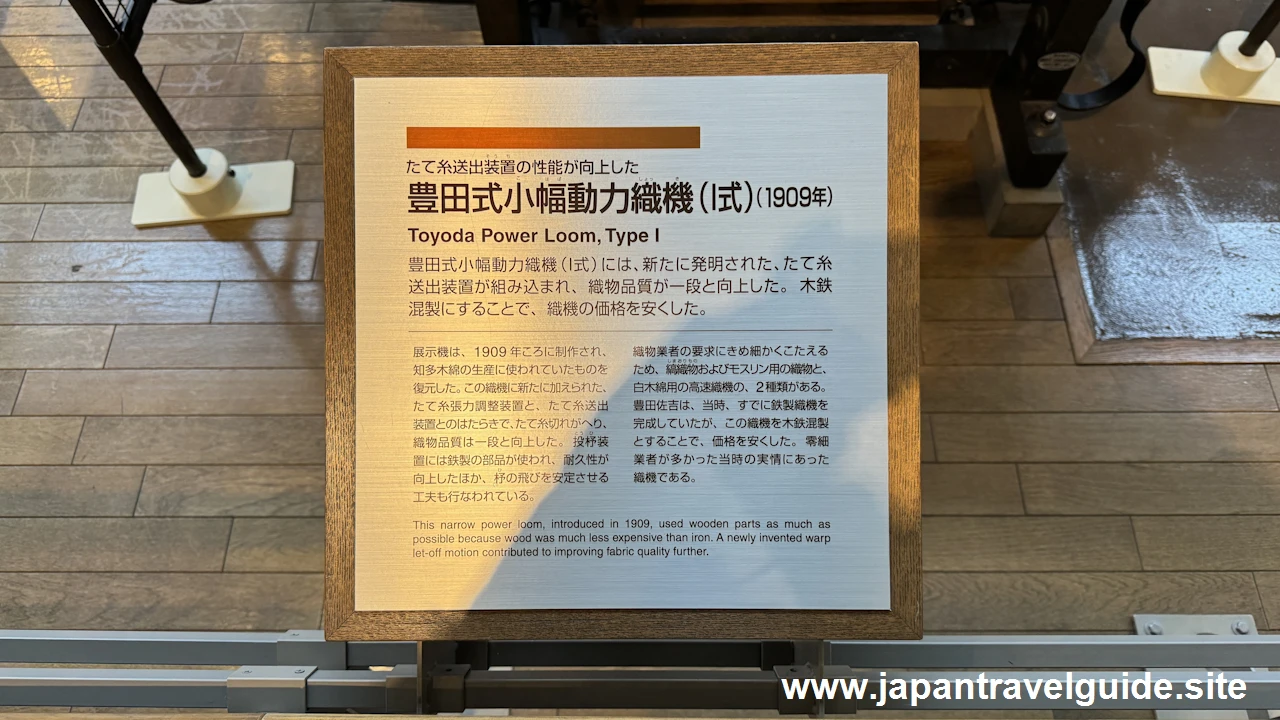 たて糸送出装置の性能が向上した
豊田式小幅動力織機(I式)(1909年)
Toyoda Power Loom, Type I
豊田式小幅動力織機(I式)には、新たに発明された、たて糸
送出装置が組み込まれ、織物品質が一段と向上した。木鉄
混製にすることで、織機の価格を安くした。
展示機は、1909年ころに制作され、
知多木綿の生産に使われていたものを
復元した。この織機に新たに加えられた、
たて糸張力調整装置と、たて糸送出
装置とのはたらきで、たて糸切れがへり、
織物品質は一段と向上した。投杼装
置には鉄製の部品が使われ、耐久性が
向上したほか、杼の飛びを安定させる
工夫も行なわれている。
織物業者の要求にきめ細かくこたえる
しまおりもの
ため、縞織物およびモスリン用の織物と、
白木綿用の高速織機の、2種類がある。
豊田佐吉は、当時、すでに鉄製織機を
完成していたが、この織機を木鉄混製
とすることで、価格を安くした。零細
業者が多かった当時の実情にあった
織機である。
This narrow power loom, introduced in 1909, used wooden parts as much as
possible because wood was much less expensive than iron. A newly invented warp
let-off motion contributed to improving fabric quality further.
www.japantravelguide.site